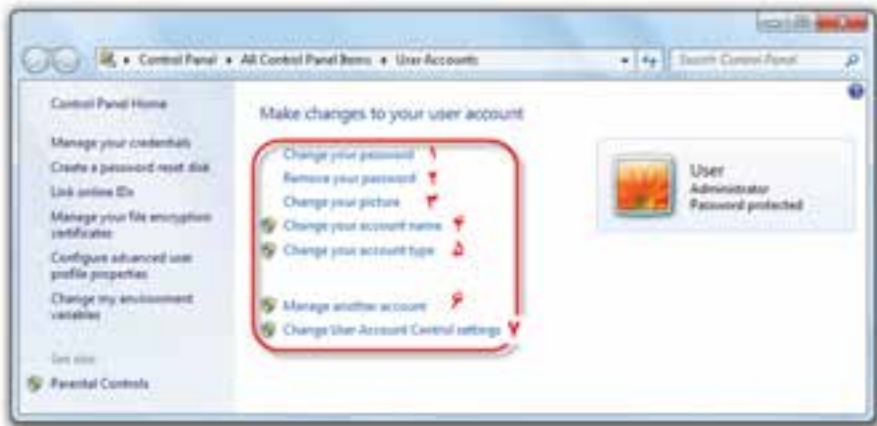 Control Panel ▸ All Control Panel Items ▸ User Accounts
Search Control Panel
Control Panel Home
Manage your credentials
Create a password reset disk
Link online IDs
Manage your file encryption
certificates
Configure advanced user
profile properties
Change my environment
variables
See also
Parental Controls
Make changes to your user account
Change your password ۱
Remove your password ۲
Change your picture ۳
Change your account name ۴
Change your account type ۵
Manage another account ۶
Change User Account Control settings ۷
User
Administrator
Password protected